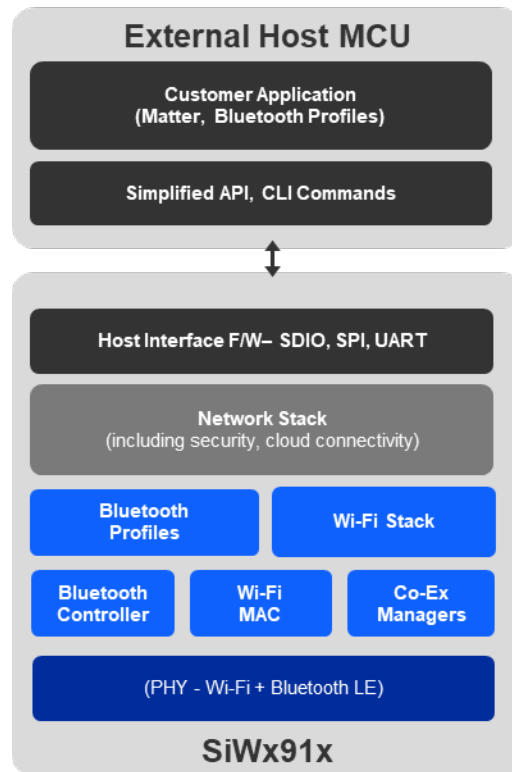 External Host MCU
Customer Application
(Matter, Bluetooth Profiles)
Simplified API, CLI Commands
Host Interface F/W– SDIO, SPI, UART
Network Stack
(including security, cloud connectivity)
Bluetooth
Profiles
Wi-Fi Stack
Bluetooth
Controller
Wi-Fi
MAC
Co-Ex
Managers
(PHY - Wi-Fi + Bluetooth LE)
SiWx91x